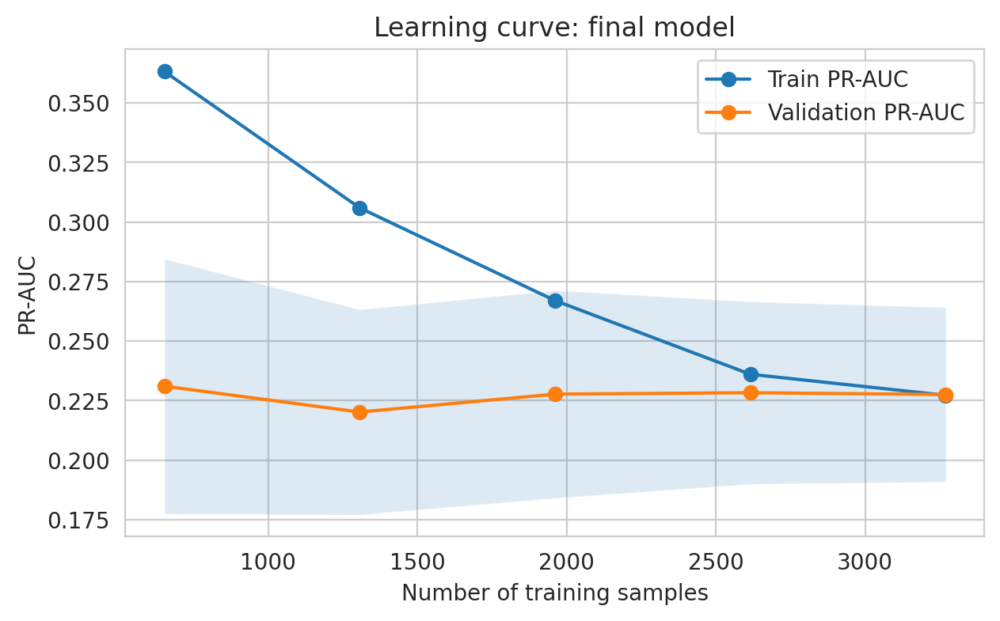 Learning curve: final model
Train PR-AUC
Validation PR-AUC
PR-AUC
0.350
0.325
0.300
0.275
0.250
0.225
0.200
0.175
1000 1500 2000 2500 3000
Number of training samples